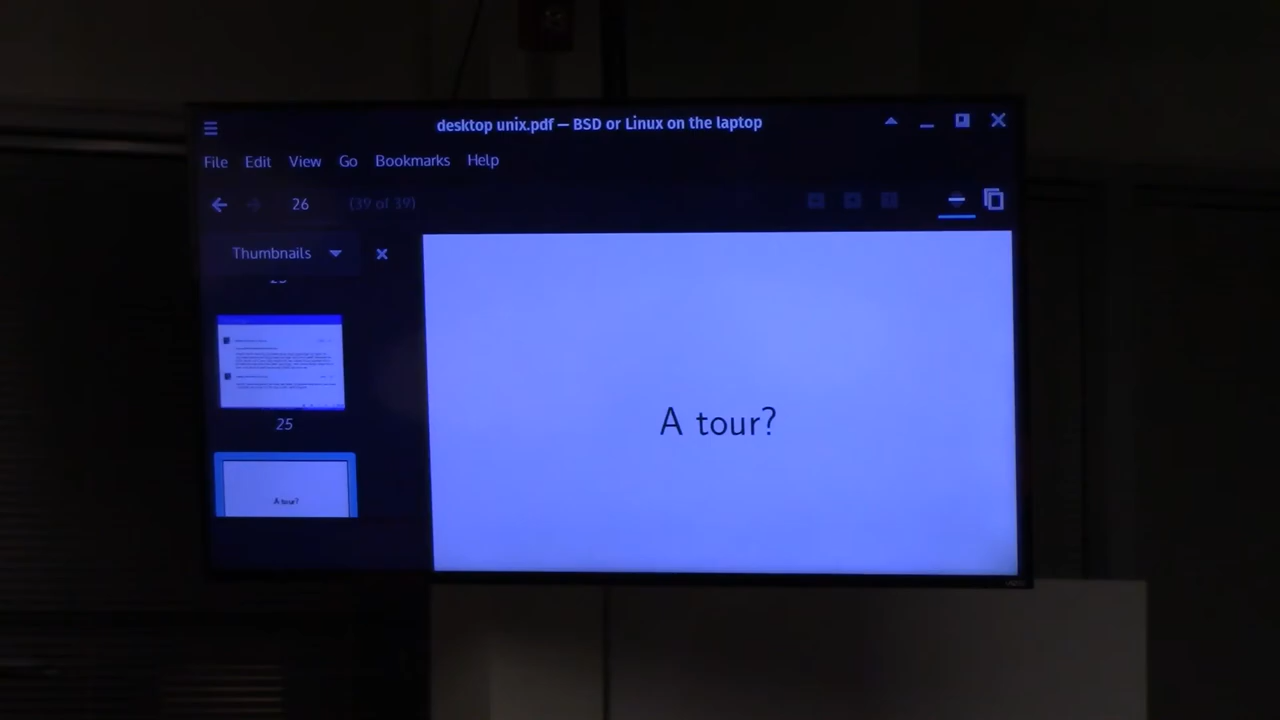 desktop unix.pdf — BSD or Linux on the laptop
File Edit View Go Bookmarks Help
26 (39 of 39)
Thumbnails
25
A tour?
A tour?